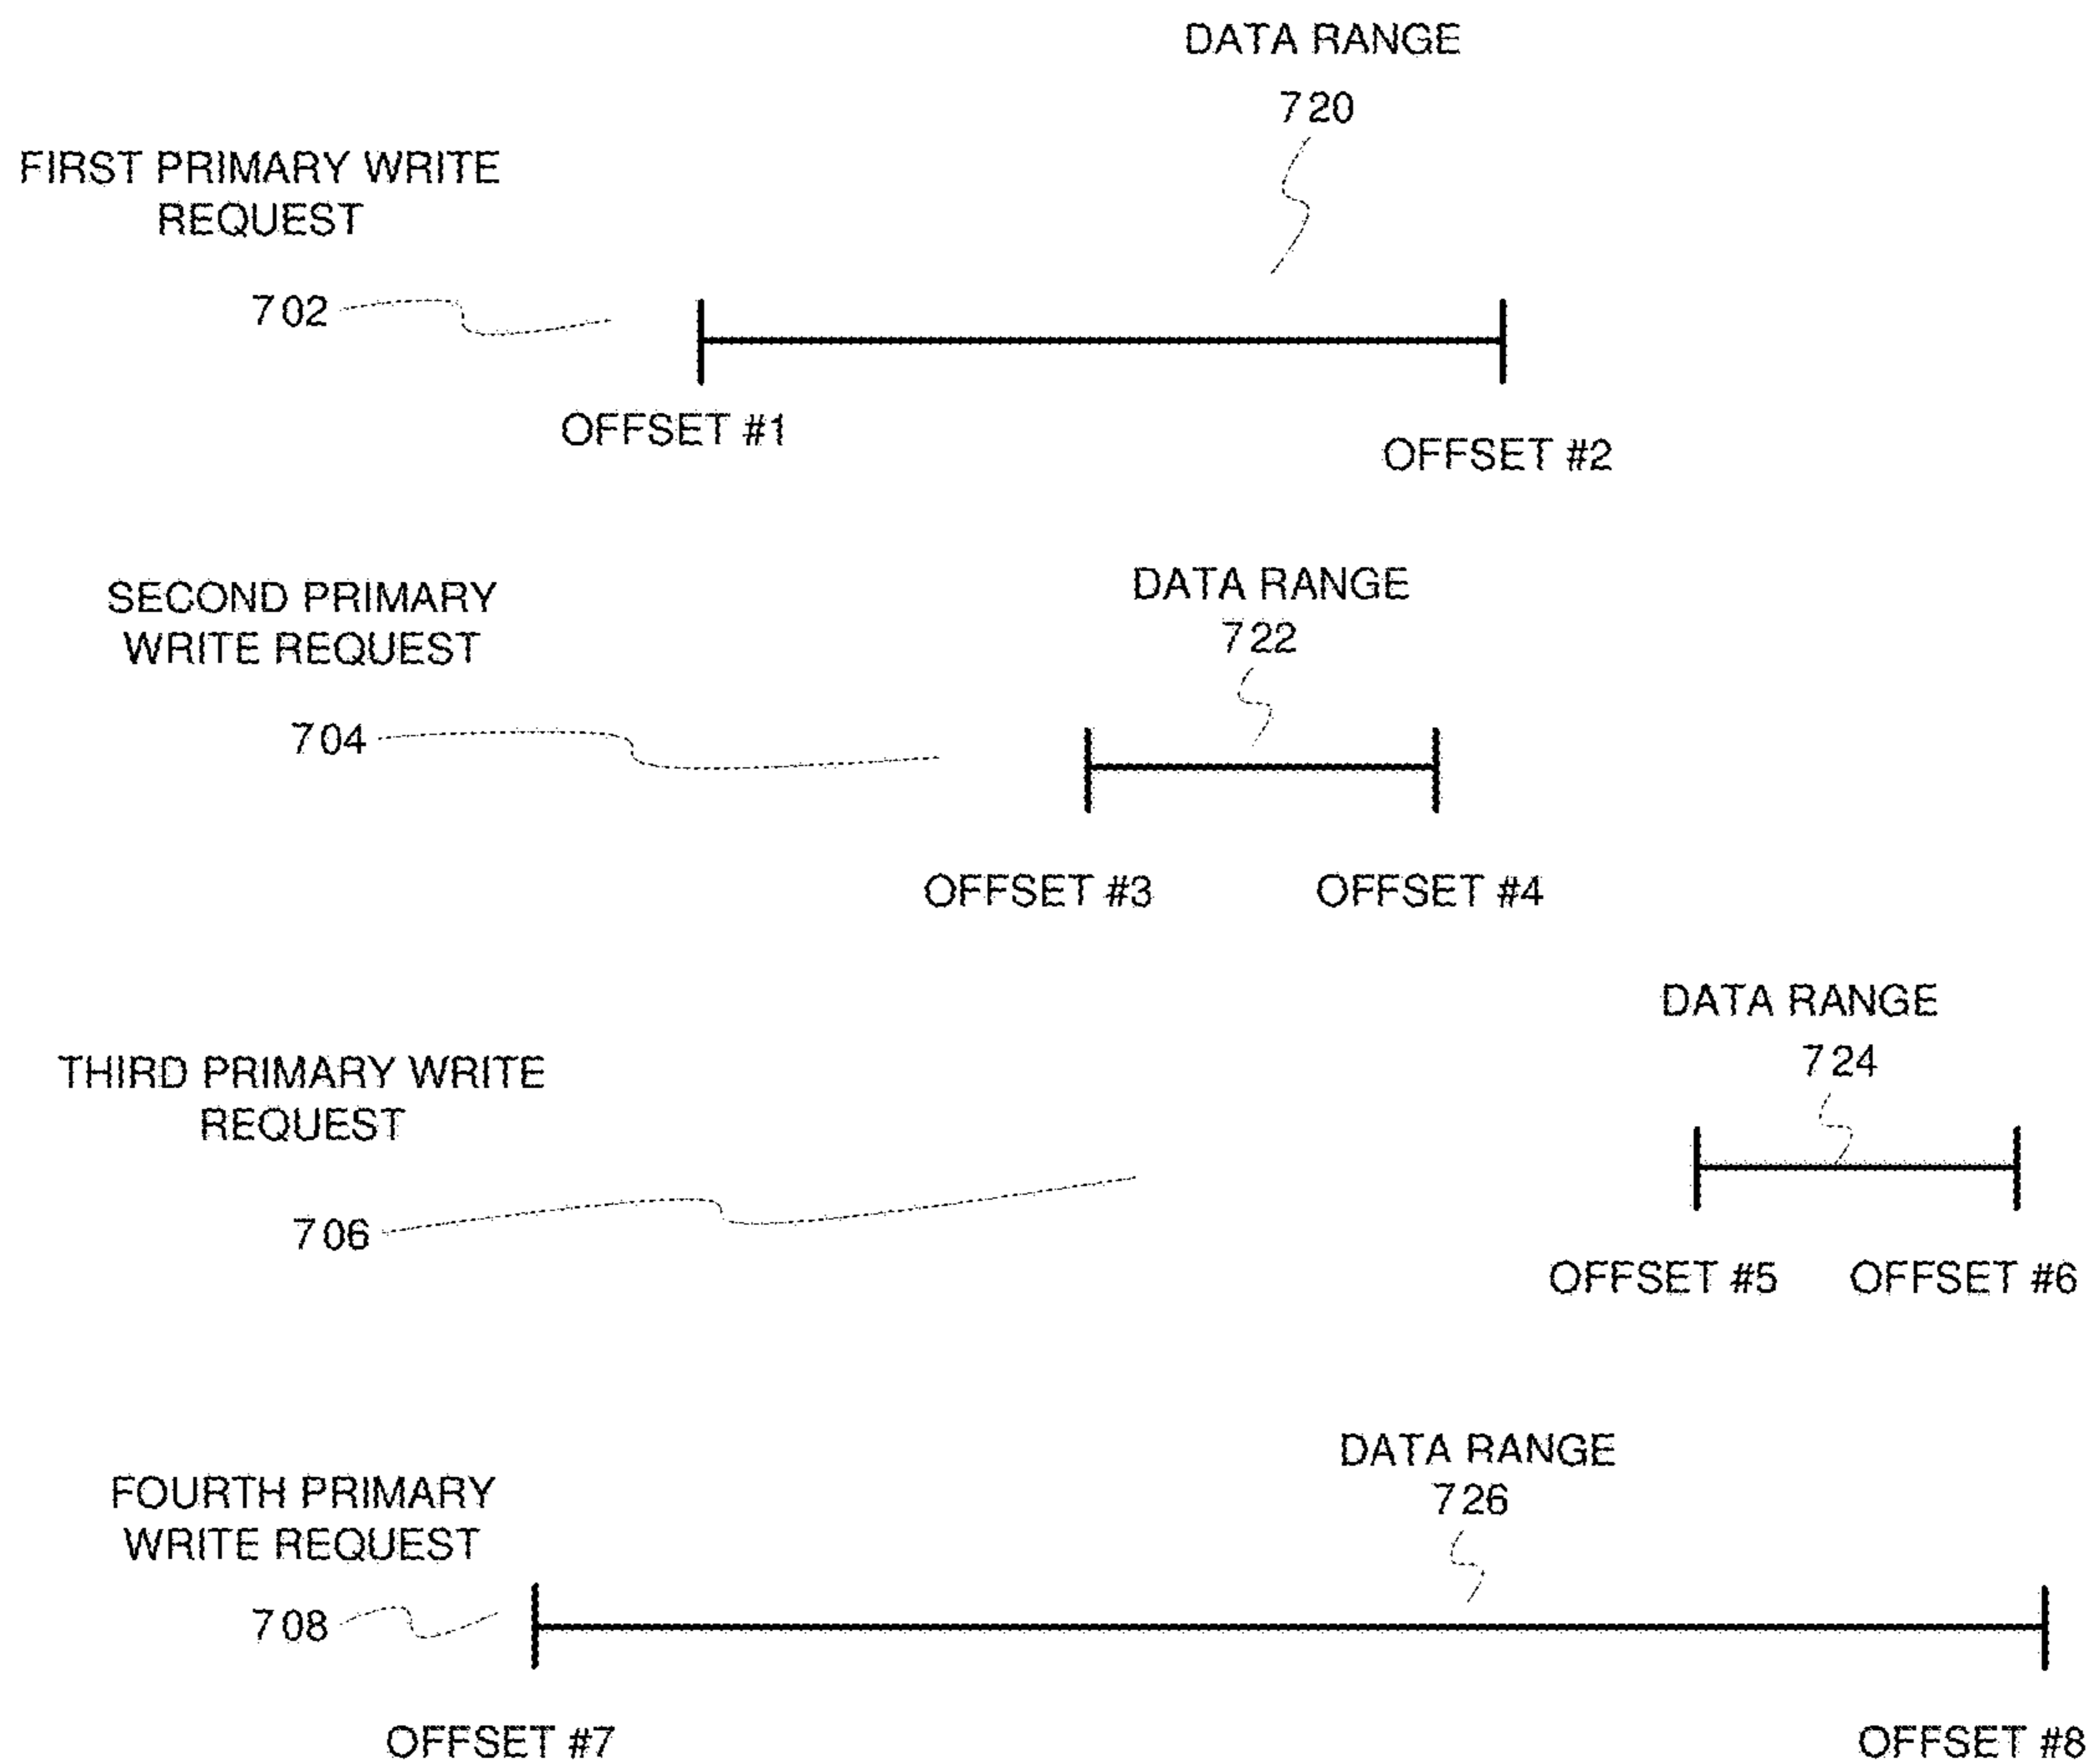 DATA RANGE
720
FIRST PRIMARY WRITE
REQUEST
702
OFFSET #1
OFFSET #2
SECOND PRIMARY
WRITE REQUEST
DATA RANGE
722
704
OFFSET #3
OFFSET #4
DATA RANGE
724
THIRD PRIMARY WRITE
REQUEST
706
OFFSET #5
OFFSET #6
DATA RANGE
726
FOURTH PRIMARY
WRITE REQUEST
708
OFFSET #7
OFFSET #8